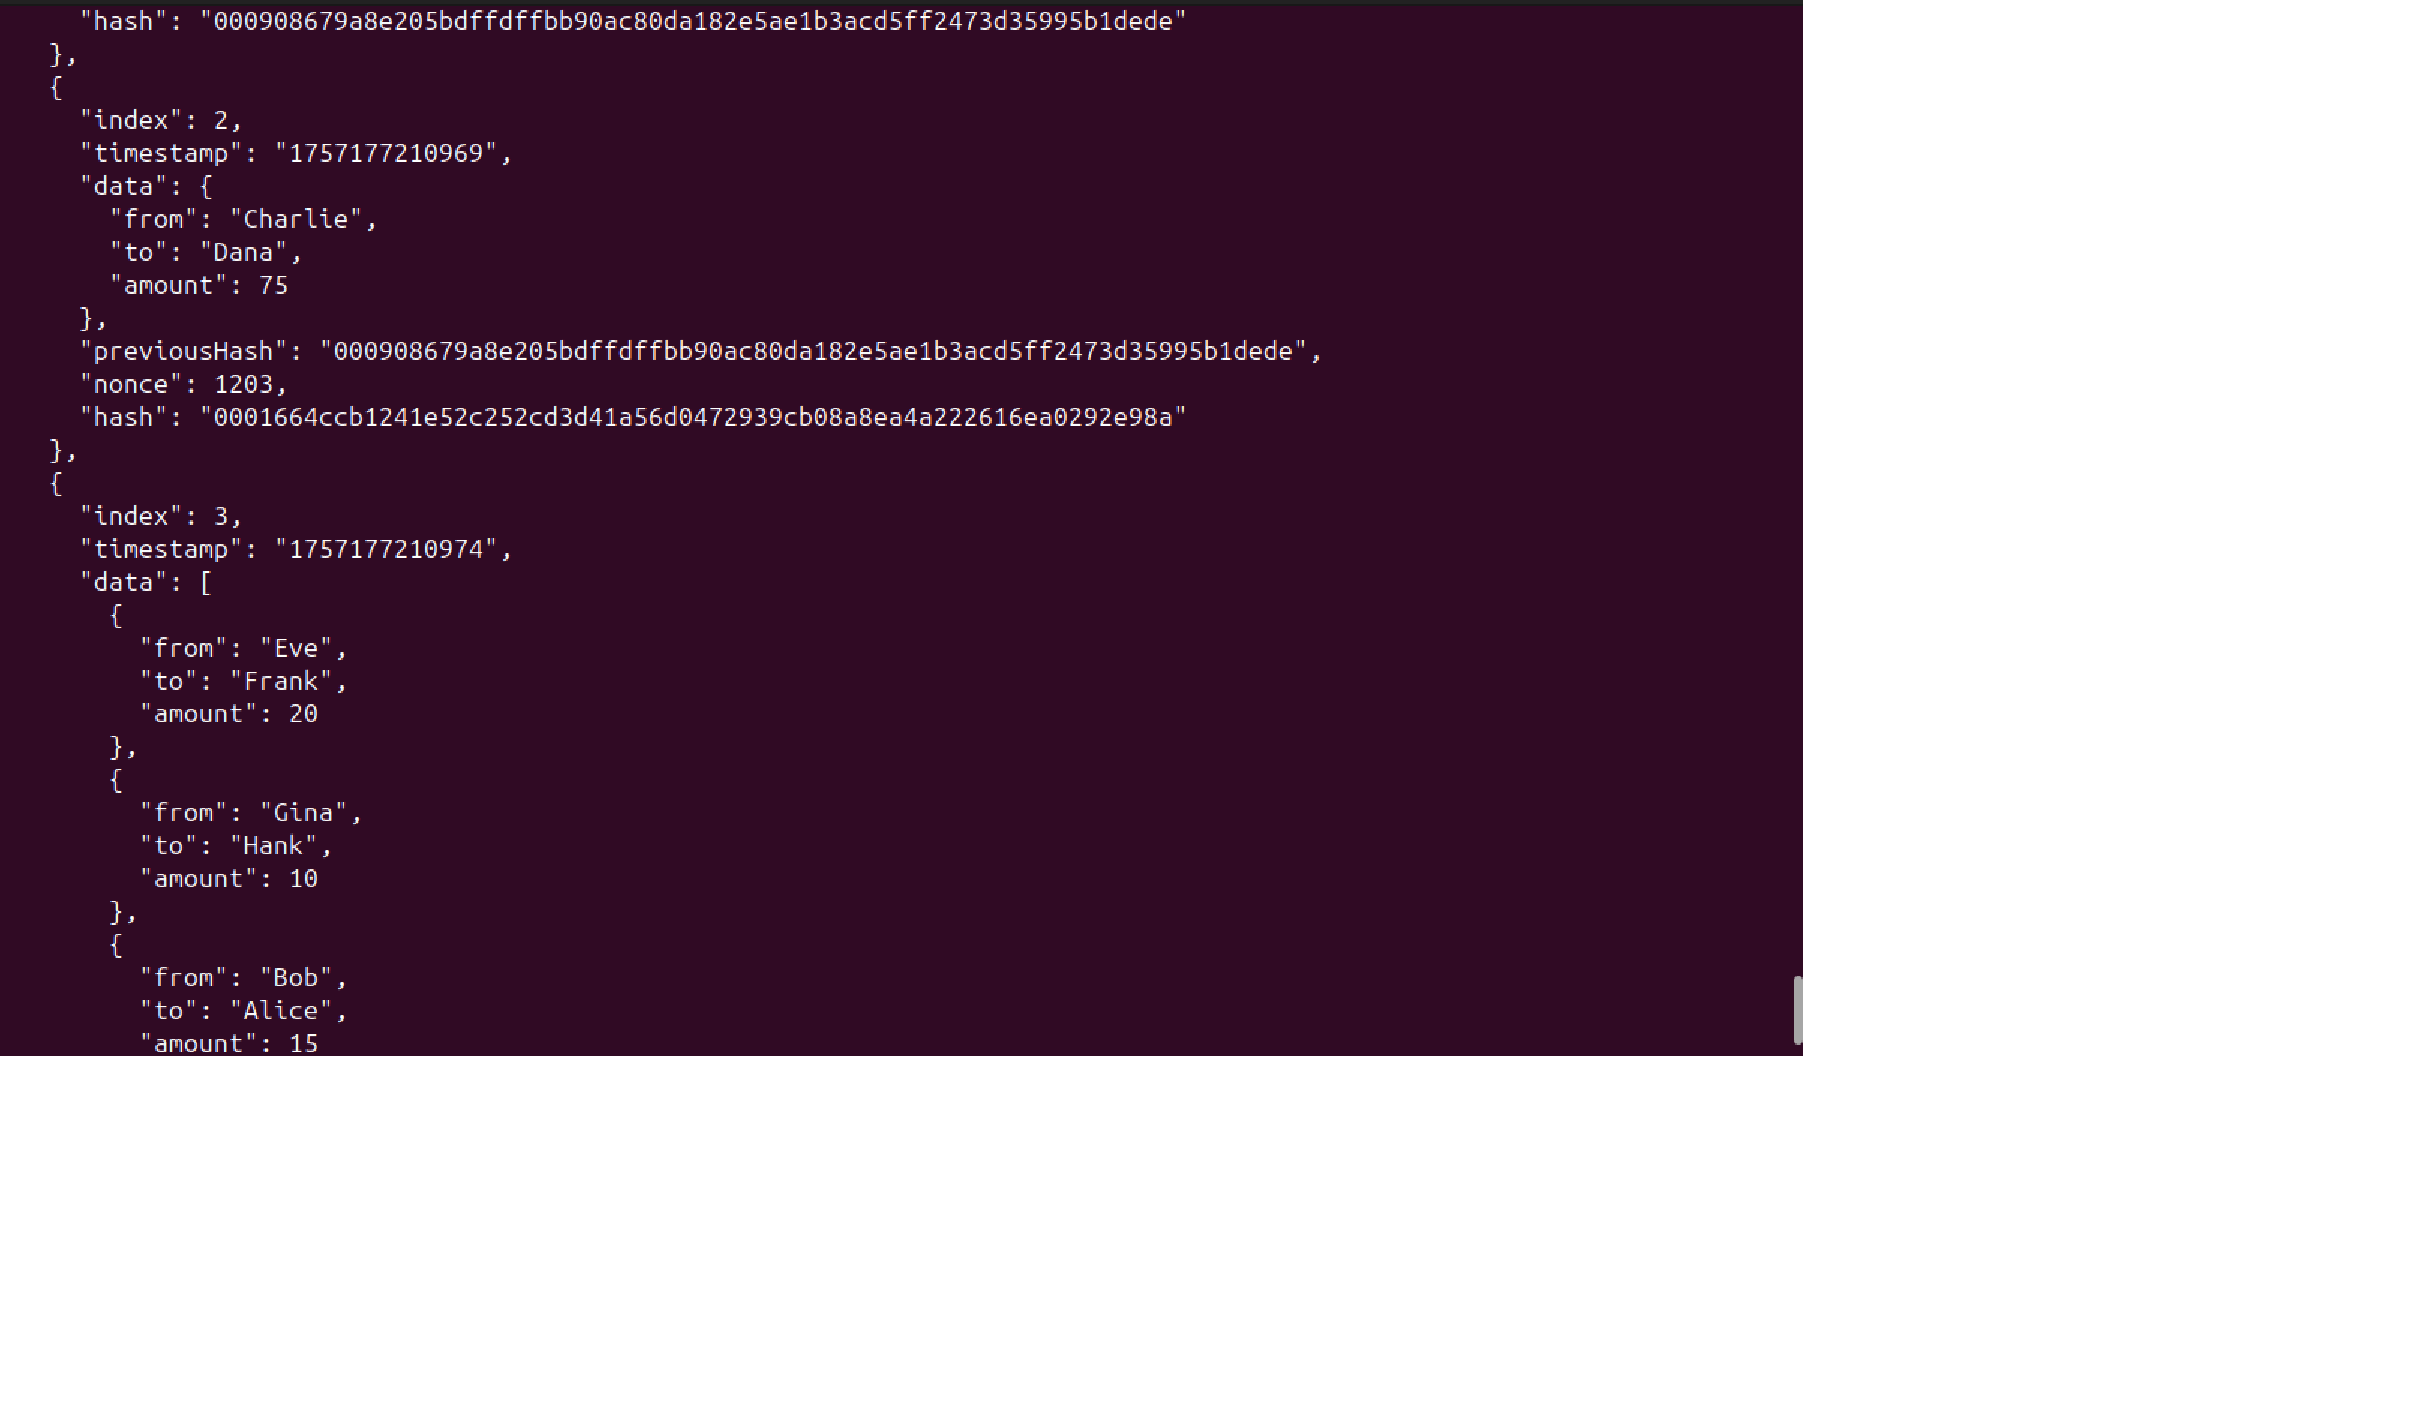 "hash": "000908679a8e205bdffdffbb90ac80da182e5ae1b3acd5ff2473d35995b1dede"
},
{
"index": 2,
"timestamp": "1757177210969",
"data": {
"from": "Charlie",
"to": "Dana",
"amount": 75
},
"previousHash": "000908679a8e205bdffdffbb90ac80da182e5ae1b3acd5ff2473d35995b1dede",
"nonce": 1203,
"hash": "0001664ccb1241e52c252cd3d41a56d0472939cb08a8ea4a222616ea0292e98a"
},
{
"index": 3,
"timestamp": "1757177210974",
"data": [
{
"from": "Eve",
"to": "Frank",
"amount": 20
},
{
"from": "Gina",
"to": "Hank",
"amount": 10
},
{
"from": "Bob",
"to": "Alice",
"amount": 15